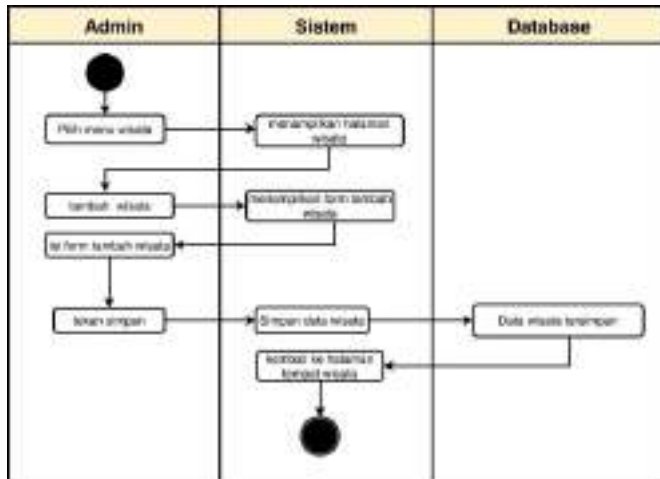 Admin
Sistem
Database
Pilih menu wisata
menampilkan halaman
wisata
tambah wisata
menampilkan form tambah
wisata
isi form tambah wisata
tekan simpan
Simpan data wisata
Data wisata tersimpan
kembali ke halaman
tempat wisata